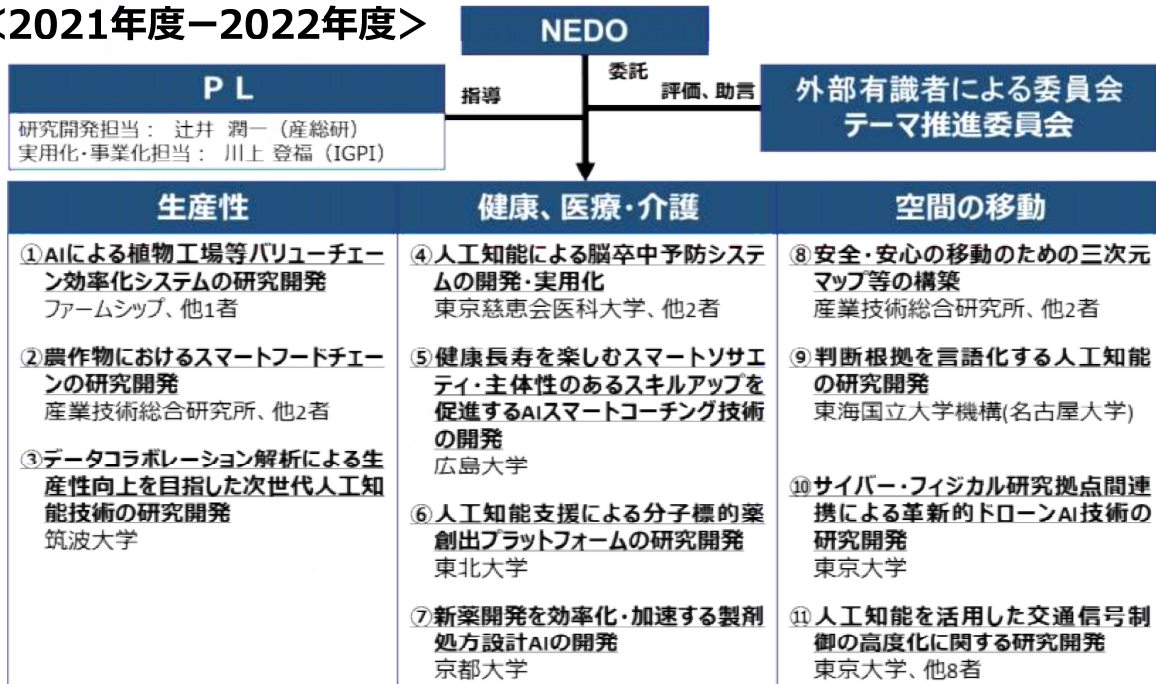 <2021年度－2022年度>
NEDO
PL
研究開発担当： 辻井 潤一（産総研）
実用化・事業化担当： 川上 登福（IGPI）
指導
委託
評価、助言
外部有識者による委員会
テーマ推進委員会
生産性
①AIによる植物工場等バリューチェー
ン効率化システムの研究開発
ファームシップ、他1者
②農作物におけるスマートフードチェー
ンの研究開発
産業技術総合研究所、他2者
③データコラボレーション解析による生
産性向上を目指した次世代人工知
能技術の研究開発
筑波大学
健康、医療・介護
④人工知能による脳卒中予防システ
ムの開発・実用化
東京慈恵会医科大学、他2者
⑤健康長寿を楽しむスマートソサエ
ティ・主体性のあるスキルアップを
促進するAIスマートコーチング技術
の開発
広島大学
⑥人工知能支援による分子標的薬
創出プラットフォームの研究開発
東北大学
⑦新薬開発を効率化・加速する製剤
処方設計AIの開発
京都大学
空間の移動
⑧安全・安心の移動のための三次元
マップ等の構築
産業技術総合研究所、他2者
⑨判断根拠を言語化する人工知能
の研究開発
東海国立大学機構(名古屋大学)
⑩サイバー・フィジカル研究拠点間連
携による革新的ドローンAI技術の
研究開発
東京大学
⑪人工知能を活用した交通信号制
御の高度化に関する研究開発
東京大学、他8者